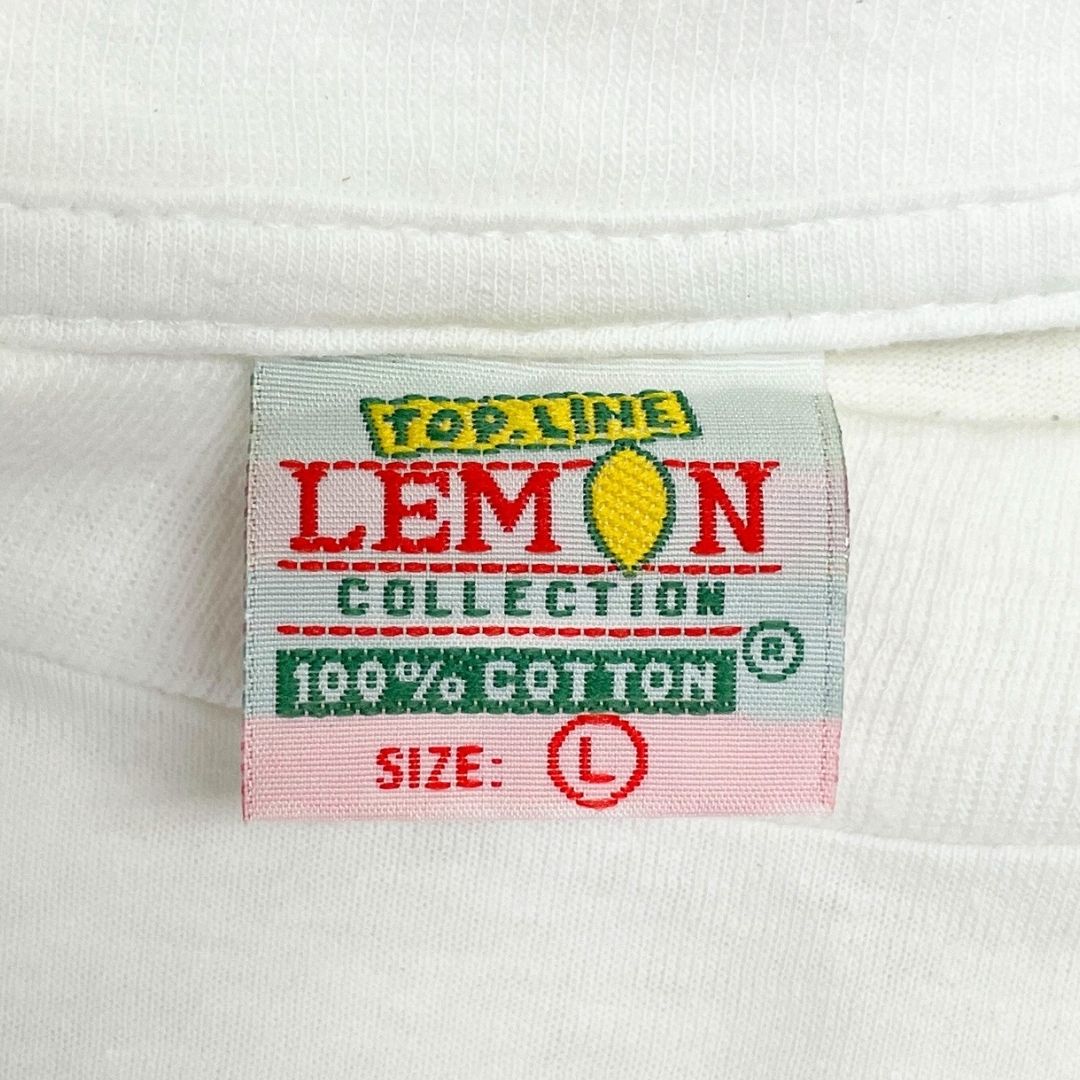 TOP.LINE
LEMON
COLLECTION
100% COTTON ®
SIZE: L